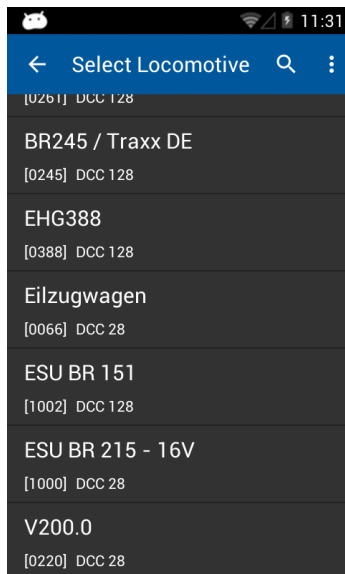 11:31
Select Locomotive
[0261] DCC 128
BR245 / Traxx DE
[0245] DCC 128
EHG388
[0388] DCC 128
Eilzugwagen
[0066] DCC 28
ESU BR 151
[1002] DCC 128
ESU BR 215 - 16V
[1000] DCC 28
V200.0
[0220] DCC 28